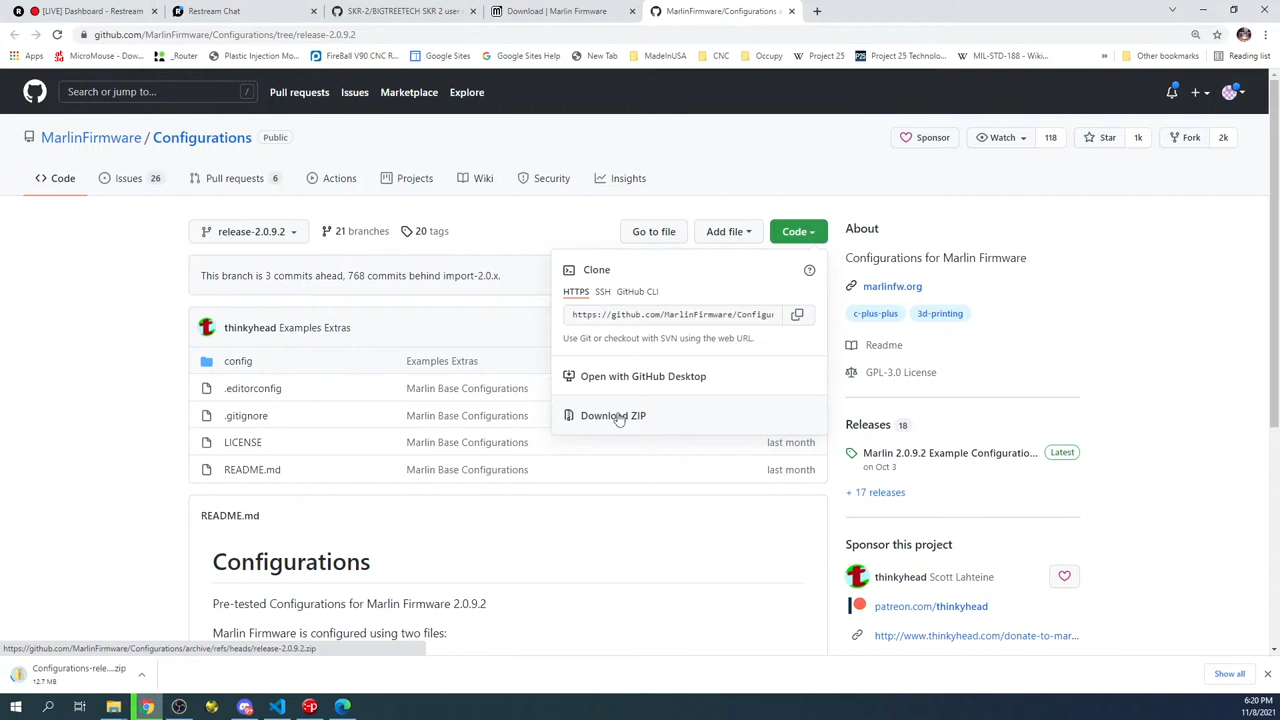 [LIVE] Dashboard - Restream
Restream Chat
SKR-2/BIGTREETECH SKR 2 user
Download | Marlin Firmware
MarlinFirmware/Configurations a
github.com/MarlinFirmware/Configurations/tree/release-2.0.9.2
Apps
MicroMouse - Down...
_Router
Plastic Injection Mo...
FireBall V90 CNC R...
Google Sites
Google Sites Help
New Tab
MadeInUSA
CNC
Occupy
Project 25
Project 25 Technolo...
MIL-STD-188 - Wiki...
»
Other bookmarks
Reading list
Search or jump to...
/
Pull requests
Issues
Marketplace
Explore
MarlinFirmware / Configurations
Public
Sponsor
Watch
118
Star
1k
Fork
2k
Code
Issues 26
Pull requests 6
Actions
Projects
Wiki
Security
Insights
release-2.0.9.2
21 branches
20 tags
Go to file
Add file
Code
About
Configurations for Marlin Firmware
marlinfw.org
c-plus-plus
3d-printing
Readme
GPL-3.0 License
This branch is 3 commits ahead, 768 commits behind import-2.0.x.
Clone
HTTPS
SSH
GitHub CLI
https://github.com/MarlinFirmware/Configur
Use Git or checkout with SVN using the web URL.
Open with GitHub Desktop
Download ZIP
thinkyhead Examples Extras
config
Examples Extras
.editorconfig
Marlin Base Configurations
.gitignore
Marlin Base Configurations
LICENSE
Marlin Base Configurations
last month
README.md
Marlin Base Configurations
last month
Releases 18
Marlin 2.0.9.2 Example Configuratio...
Latest
on Oct 3
+ 17 releases
Sponsor this project
thinkyhead Scott Lahteine
patreon.com/thinkyhead
http://www.thinkyhead.com/donate-to-mar...
README.md
Configurations
Pre-tested Configurations for Marlin Firmware 2.0.9.2
Marlin Firmware is configured using two files:
https://github.com/MarlinFirmware/Configurations/archive/refs/heads/release-2.0.9.2.zip
Configurations-rele....zip
12.7 MB
Show all
6:20 PM
11/8/2021